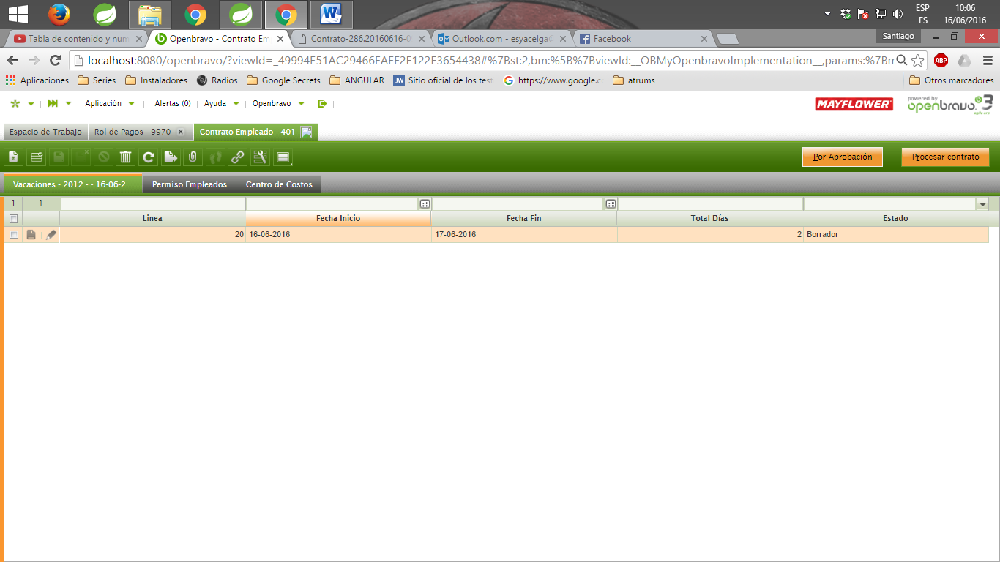 ESP
ES
10:06
16/06/2016
Tabla de contenido y num
Openbravo - Contrato Em
Contrato-286.20160616-0
Outlook.com - esyacelga
Facebook
Santiago
localhost:8080/openbravo/?viewId=_49994E51AC29466FAEF2F122E3654438#%7Bst:2,bm:%5B%7BviewId:__OBMyOpenbravoImplementation__,params:%7Bm
ABP
Aplicaciones
Series
Instaladores
Radios
Google Secrets
ANGULAR
JW
Sitio oficial de los test
https://www.google.c
atrums
Otros marcadores
Aplicación
Alertas (0)
Ayuda
Openbravo
MAYFLOWER
powered by
openbravo 3
agile erp
Espacio de Trabajo
Rol de Pagos - 9970
Contrato Empleado - 401
Por Aprobación
Procesar contrato
Vacaciones - 2012 - - 16-06-2...
Permiso Empleados
Centro de Costos
1
1
Linea
Fecha Inicio
Fecha Fin
Total Días
Estado
20
16-06-2016
17-06-2016
2
Borrador